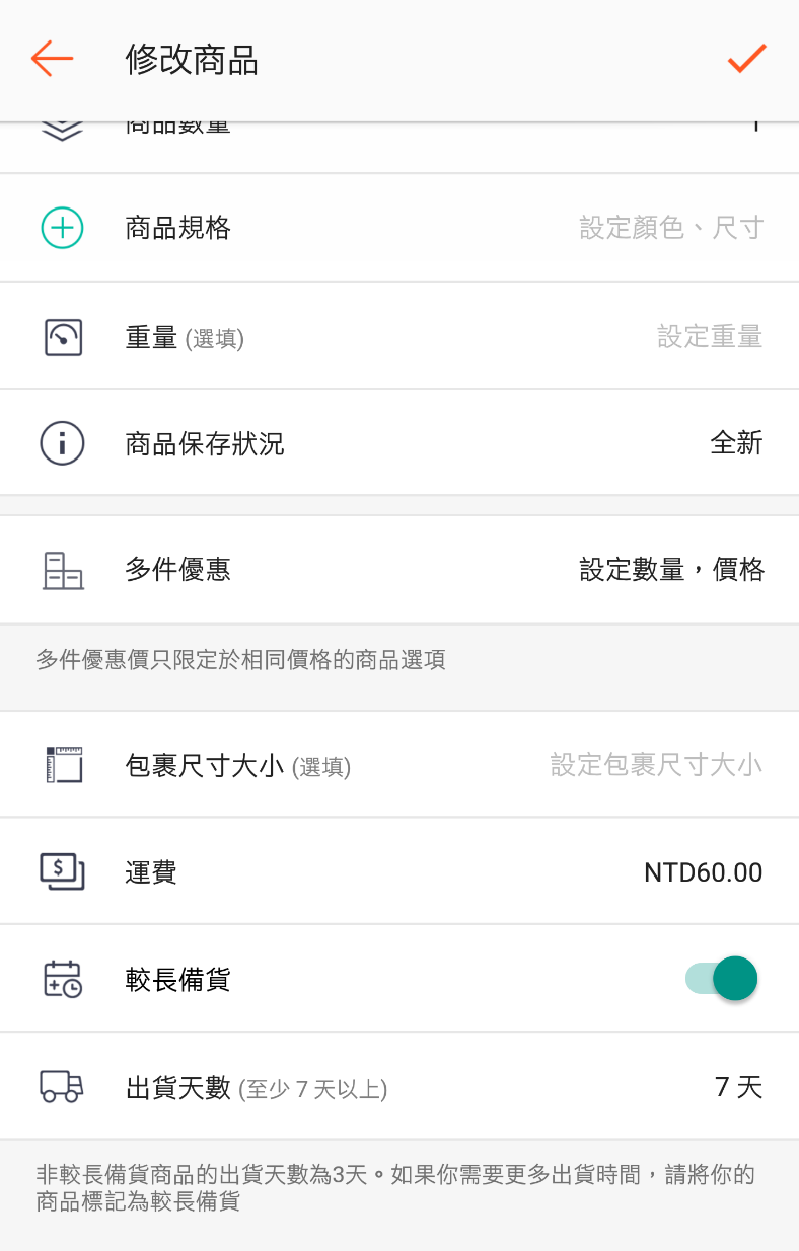 修改商品
商品數量 1
商品規格 設定顏色、尺寸
重量 (選填) 設定重量
商品保存狀況 全新
多件優惠 設定數量，價格
多件優惠價只限定於相同價格的商品選項
包裹尺寸大小 (選填) 設定包裹尺寸大小
運費 NTD60.00
較長備貨
出貨天數 (至少 7 天以上) 7 天
非較長備貨商品的出貨天數為3天。如果你需要更多出貨時間，請將你的
商品標記為較長備貨